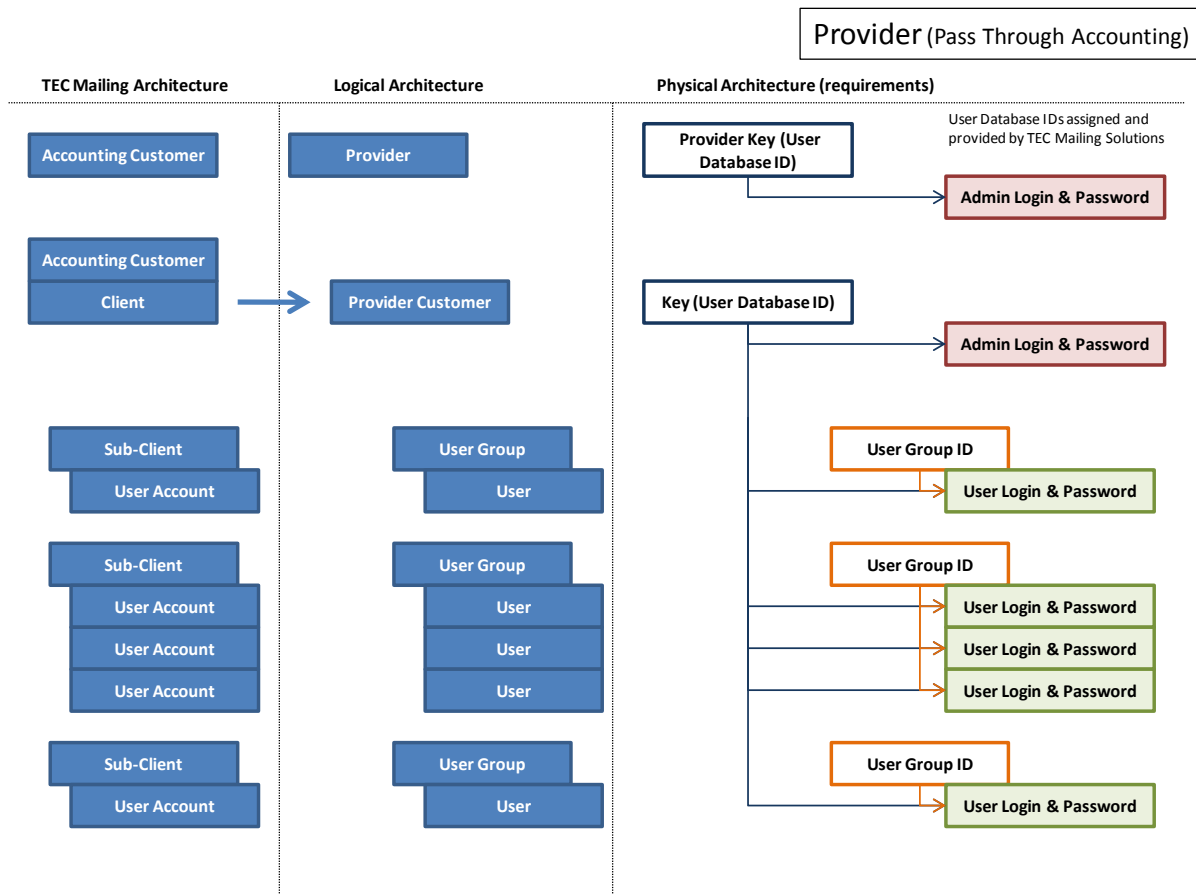 Provider (Pass Through Accounting)
TEC Mailing Architecture
Logical Architecture
Physical Architecture (requirements)
User Database IDs assigned and
provided by TEC Mailing Solutions
Accounting Customer
Provider
Provider Key (User
Database ID)
Admin Login & Password
Accounting Customer
Client
Provider Customer
Key (User Database ID)
Admin Login & Password
Sub-Client
User Group
User Group ID
User Account
User
User Login & Password
Sub-Client
User Group
User Group ID
User Account
User
User Login & Password
User Account
User
User Login & Password
User Account
User
User Login & Password
Sub-Client
User Group
User Group ID
User Account
User
User Login & Password